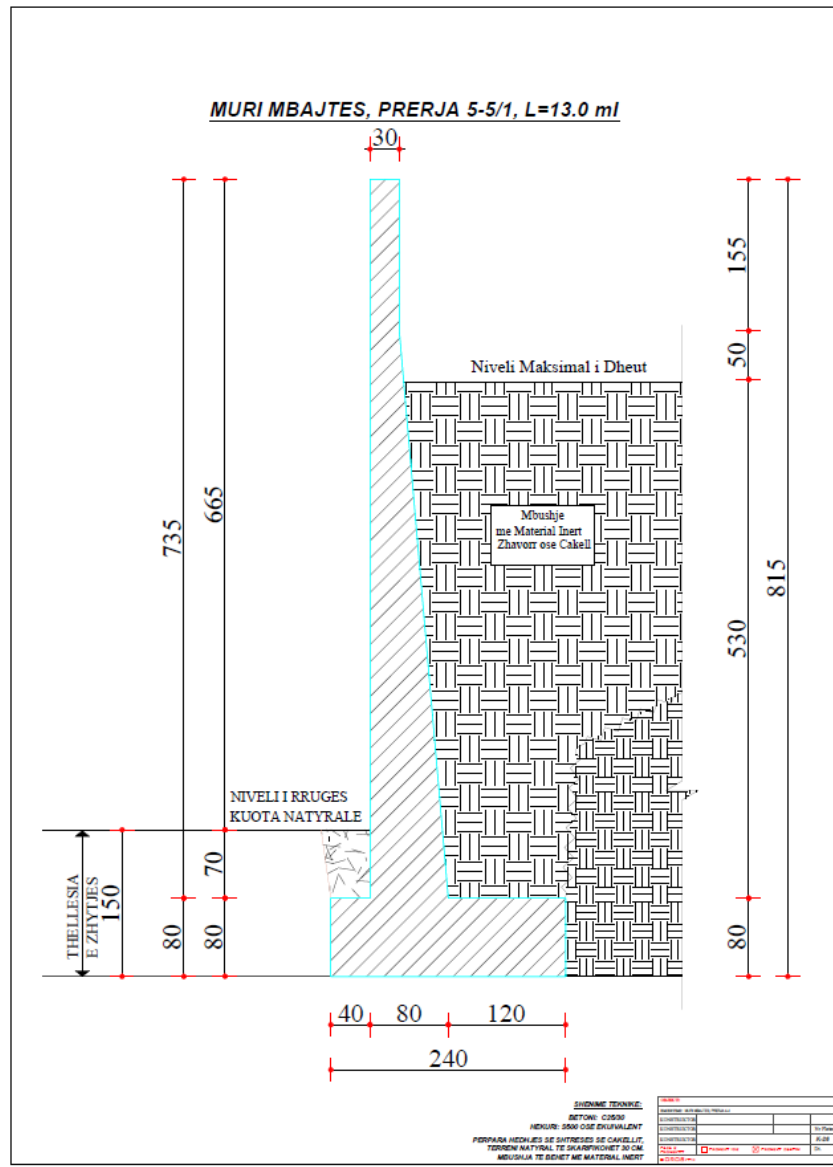 MURI MBAJTES, PRERJA 5-5/1, L=13.0 ml
30
155
50
Niveli Maksimal i Dheut
735
665
Mbushje
me Material Inert
Zhavorr ose Cakell
530
815
NIVELI I RRUGES
KUOTA NATYRALE
THELLESIA
E ZHYTJES
150
70
80
80
80
40
80
120
240
SHENIME TEKNIKE:
BETONI: C25/30
HEKURI: S500 OSE EKUIVALENT
PERPARA HEDHJES SE SHTRESES SE CAKELLIT,
TERRENI NATYRAL TE SKARIFIKOHET 30 CM.
MBUSHJA TE BEHET ME MATERIAL INERT